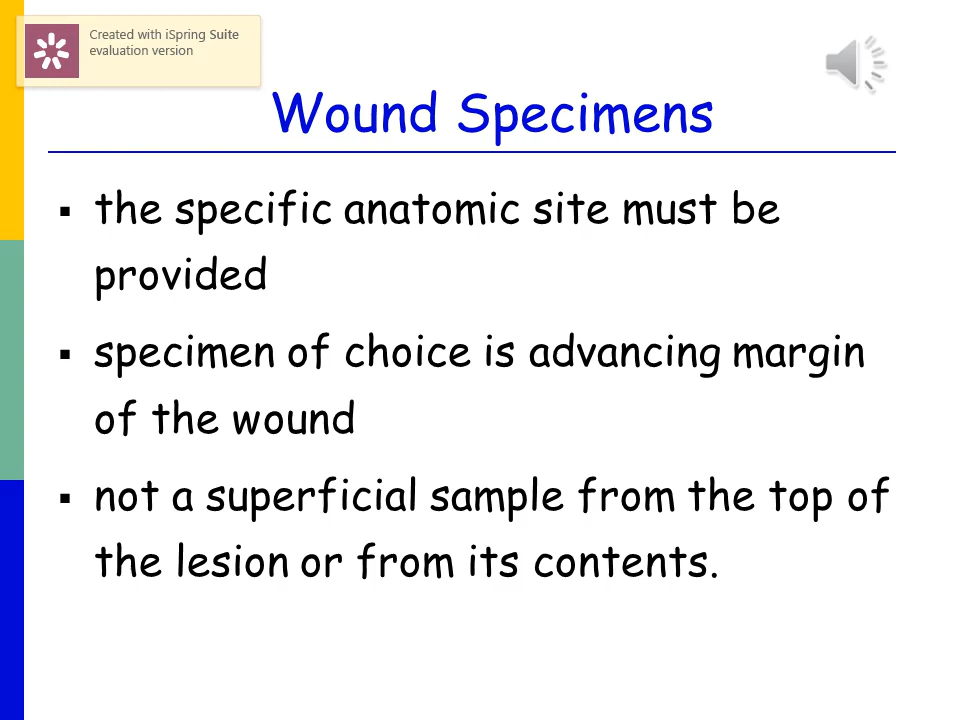 Created with iSpring Suite
evaluation version
Wound Specimens
▪ the specific anatomic site must be
provided
▪ specimen of choice is advancing margin
of the wound
▪ not a superficial sample from the top of
the lesion or from its contents.